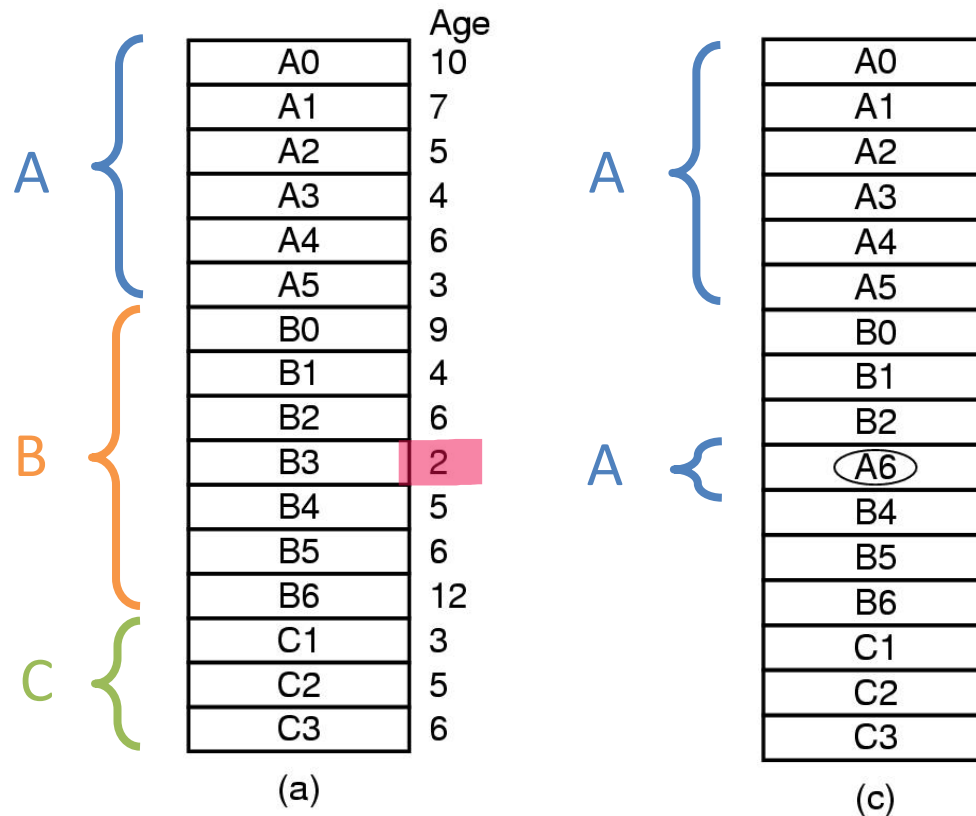 Age
A0 10 A0
A1 7 A1
A2 5 A2
A A3 4 A A3
A4 6 A4
A5 3 A5
B0 9 B0
B1 4 B1
B2 6 B2
B B3 2 A A6
B4 5 B4
B5 6 B5
B6 12 B6
C1 3 C1
C C2 5 C2
C3 6 C3
(a) (c)